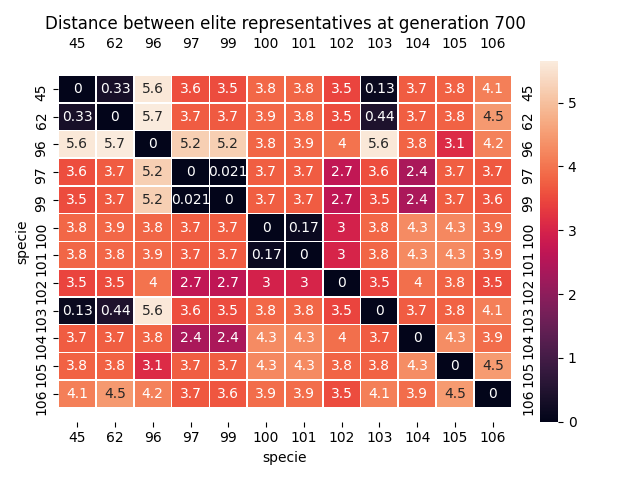 Distance between elite representatives at generation 700
45 62 96 97 99 100 101 102 103 104 105 106
45 0 0.33 5.6 3.6 3.5 3.8 3.8 3.5 0.13 3.7 3.8 4.1 45
62 0.33 0 5.7 3.7 3.7 3.9 3.8 3.5 0.44 3.7 3.8 4.5 62
96 5.6 5.7 0 5.2 5.2 3.8 3.9 4 5.6 3.8 3.1 4.2 96
97 3.6 3.7 5.2 0 0.021 3.7 3.7 2.7 3.6 2.4 3.7 3.7 97
99 3.5 3.7 5.2 0.021 0 3.7 3.7 2.7 3.5 2.4 3.7 3.6 99
100 3.8 3.9 3.8 3.7 3.7 0 0.17 3 3.8 4.3 4.3 3.9 100
101 3.8 3.8 3.9 3.7 3.7 0.17 0 3 3.8 4.3 4.3 3.9 101
102 3.5 3.5 4 2.7 2.7 3 3 0 3.5 4 3.8 3.5 102
103 0.13 0.44 5.6 3.6 3.5 3.8 3.8 3.5 0 3.7 3.8 4.1 103
104 3.7 3.7 3.8 2.4 2.4 4.3 4.3 4 3.7 0 4.3 3.9 104
105 3.8 3.8 3.1 3.7 3.7 4.3 4.3 3.8 3.8 4.3 0 4.5 105
106 4.1 4.5 4.2 3.7 3.6 3.9 3.9 3.5 4.1 3.9 4.5 0 106
45 62 96 97 99 100 101 102 103 104 105 106
specie
specie
5
4
3
2
1
0